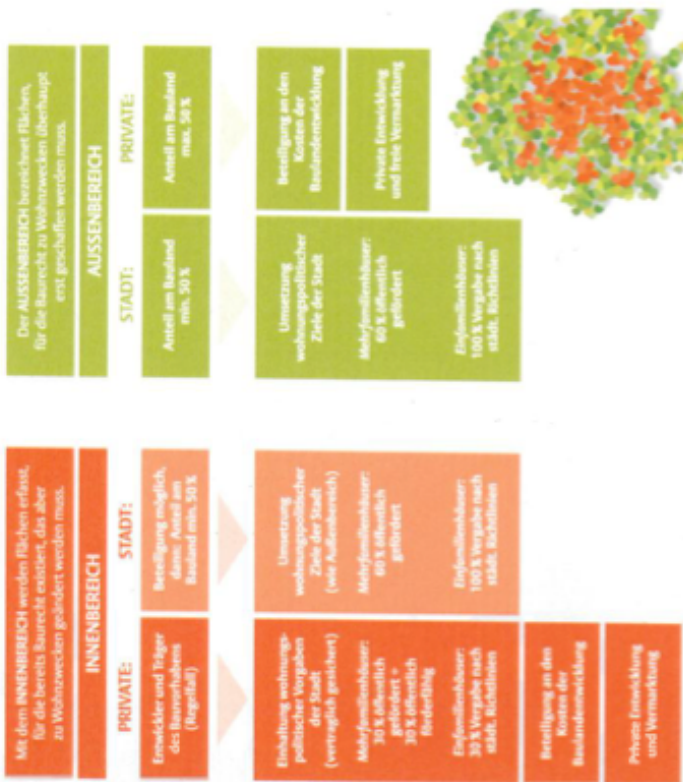 Mit dem INNENBEREICH werden Flächen erfasst,
für die bereits Baurecht existiert, das aber
zu Wohnzwecken geändert werden muss.
INNENBEREICH
PRIVATE:
Entwickler und Träger
des Bauvorhabens
(Regelfall)
Einhaltung wohnungs-
politischer Vorgaben
der Stadt
(vertraglich gesichert)
Mehrfamilienhäuser:
30 % öffentlich
gefördert +
30 % öffentlich
förderfähig
Einfamilienhäuser:
30 % Vergabe nach
städt. Richtlinien
Beteiligung an den
Kosten der
Baulandentwicklung
Private Entwicklung
und Vermarktung
STADT:
Beteiligung möglich,
dann: Anteil am
Bauland min. 50 %
Umsetzung
wohnungspolitischer
Ziele der Stadt
(wie Außenbereich)
Mehrfamilienhäuser:
60 % öffentlich
gefördert
Einfamilienhäuser:
100 % Vergabe nach
städt. Richtlinien
Der AUSSENBEREICH bezeichnet Flächen,
für die Baurecht zu Wohnzwecken überhaupt
erst geschaffen werden muss.
AUSSENBEREICH
STADT:
Anteil am Bauland
min. 50 %
Umsetzung
wohnungspolitischer
Ziele der Stadt
Mehrfamilienhäuser:
60 % öffentlich
gefördert
Einfamilienhäuser:
100 % Vergabe nach
städt. Richtlinien
PRIVATE:
Anteil am Bauland
max. 50 %
Beteiligung an den
Kosten der
Baulandentwicklung
Private Entwicklung
und freie Vermarktung